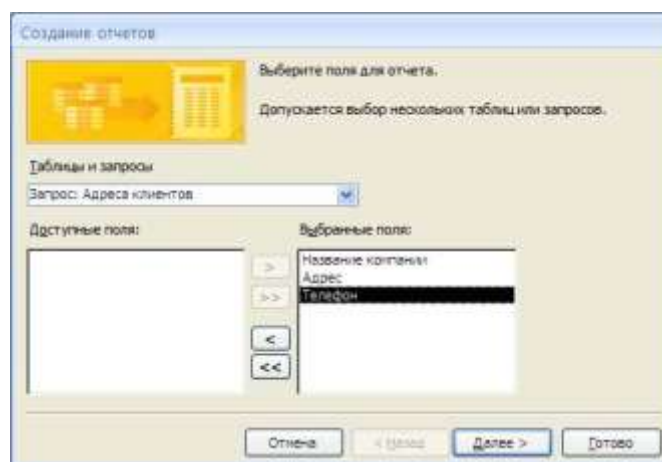 Создание отчетов
Выберите поля для отчета.
Допускается выбор нескольких таблиц или запросов.
Таблицы и запросы
Запрос: Адреса клиентов
Доступные поля:
Выбранные поля:
>
>>
<
<<
Название компании
Адрес
Телефон
Отмена
< Назад
Далее >
Готово